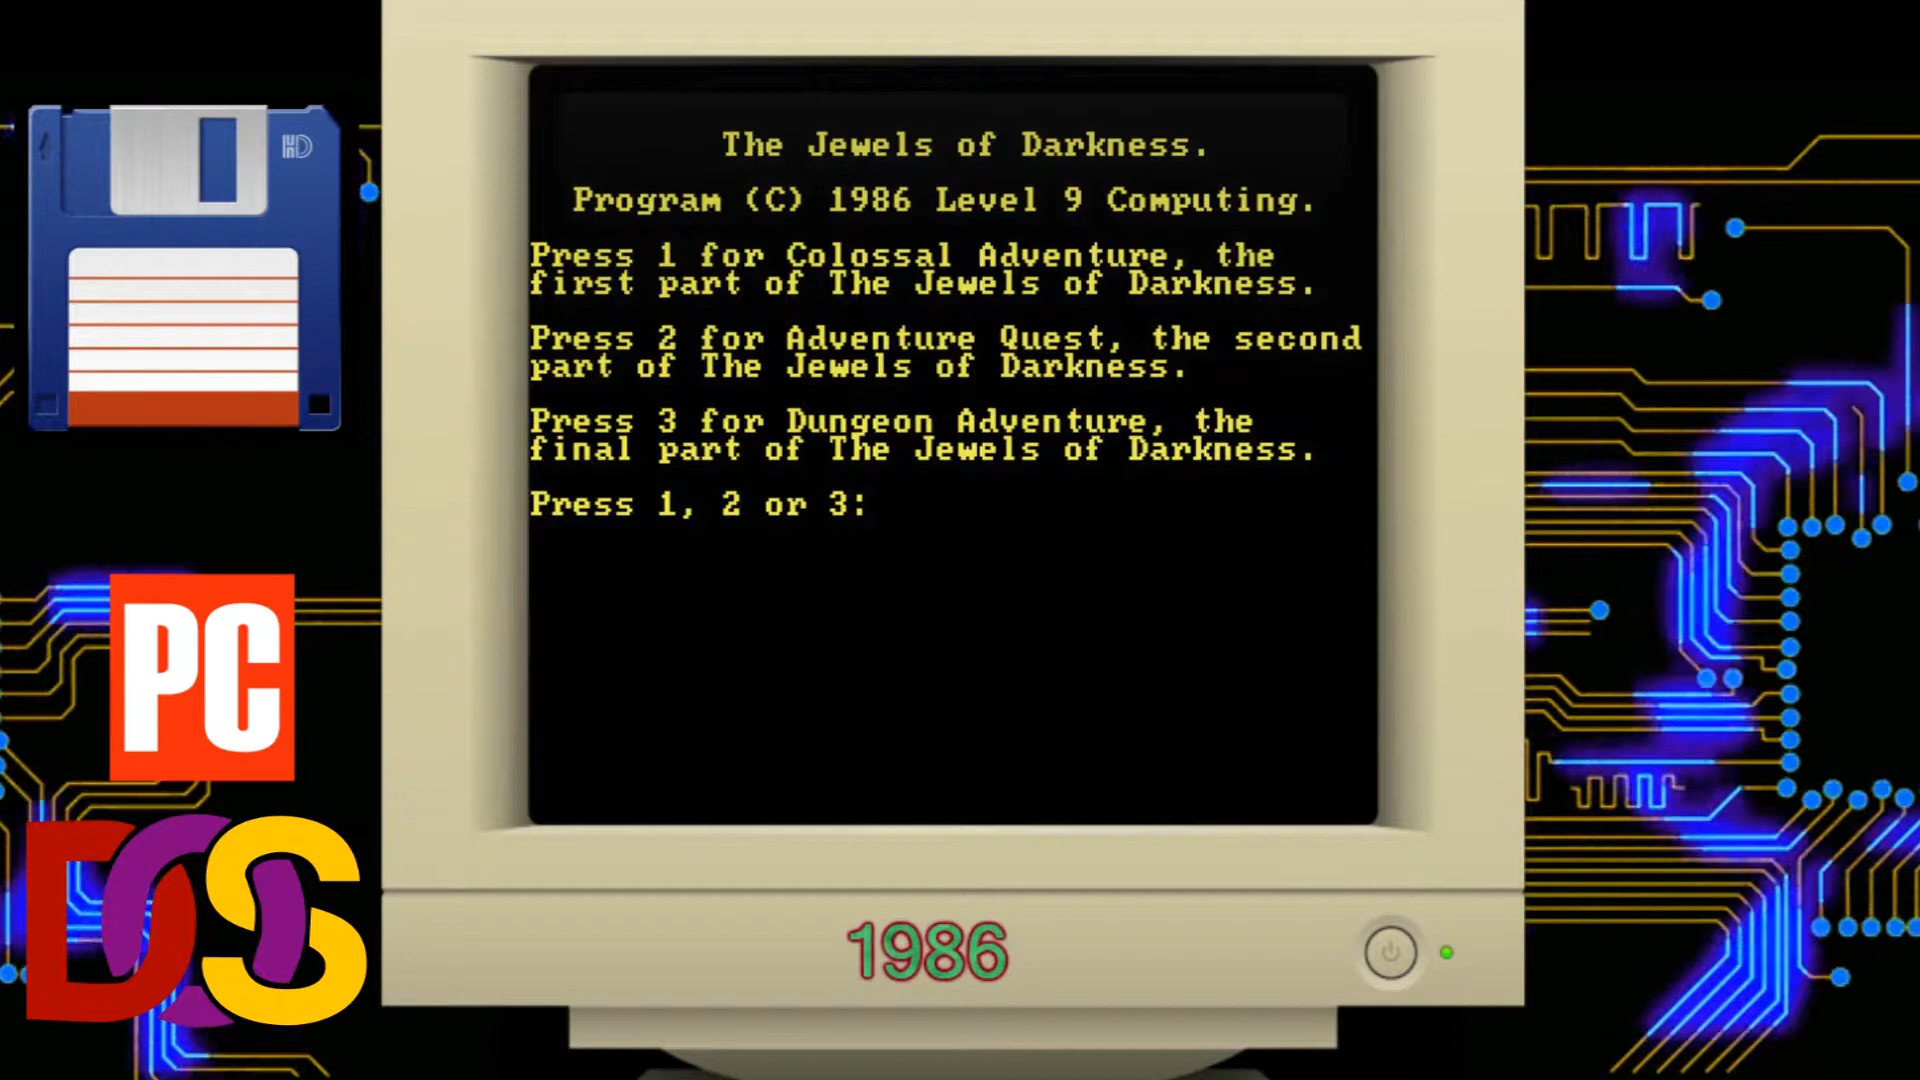 HD
The Jewels of Darkness.
Program (C) 1986 Level 9 Computing.
Press 1 for Colossal Adventure, the
first part of The Jewels of Darkness.
Press 2 for Adventure Quest, the second
part of The Jewels of Darkness.
Press 3 for Dungeon Adventure, the
final part of The Jewels of Darkness.
Press 1, 2 or 3:
PC
DOS
1986